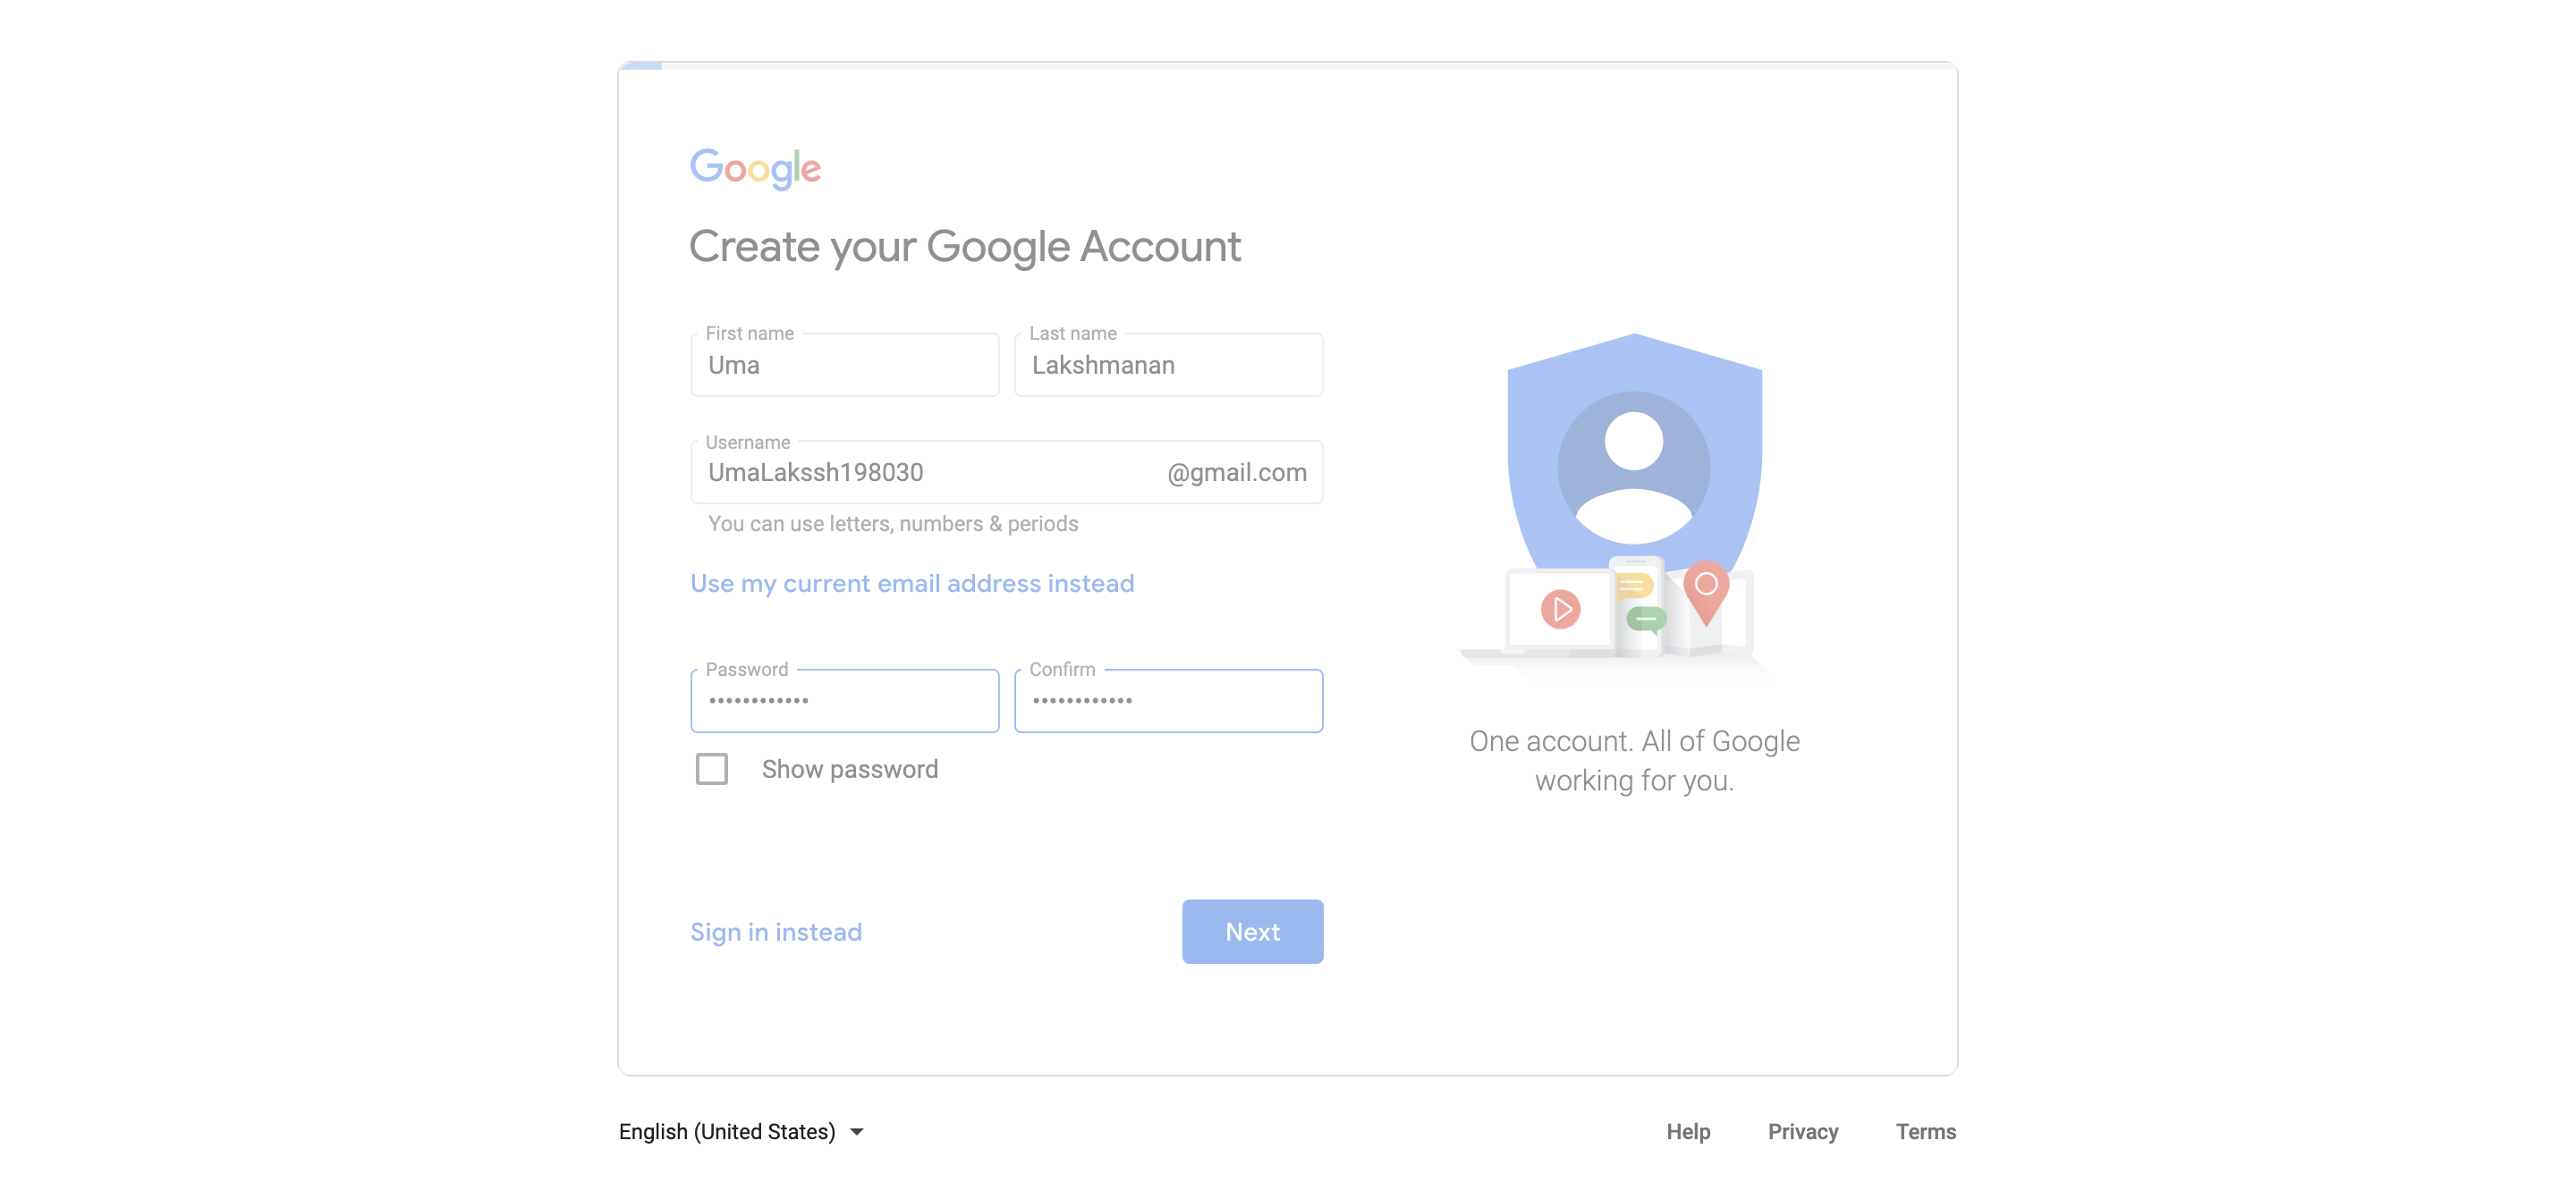 Google
Create your Google Account
First name
Uma
Last name
Lakshmanan
Username
UmaLakssh198030
@gmail.com
You can use letters, numbers & periods
Use my current email address instead
Password
••••••••••••
Confirm
••••••••••••
Show password
Sign in instead
Next
One account. All of Google
working for you.
English (United States)
Help
Privacy
Terms